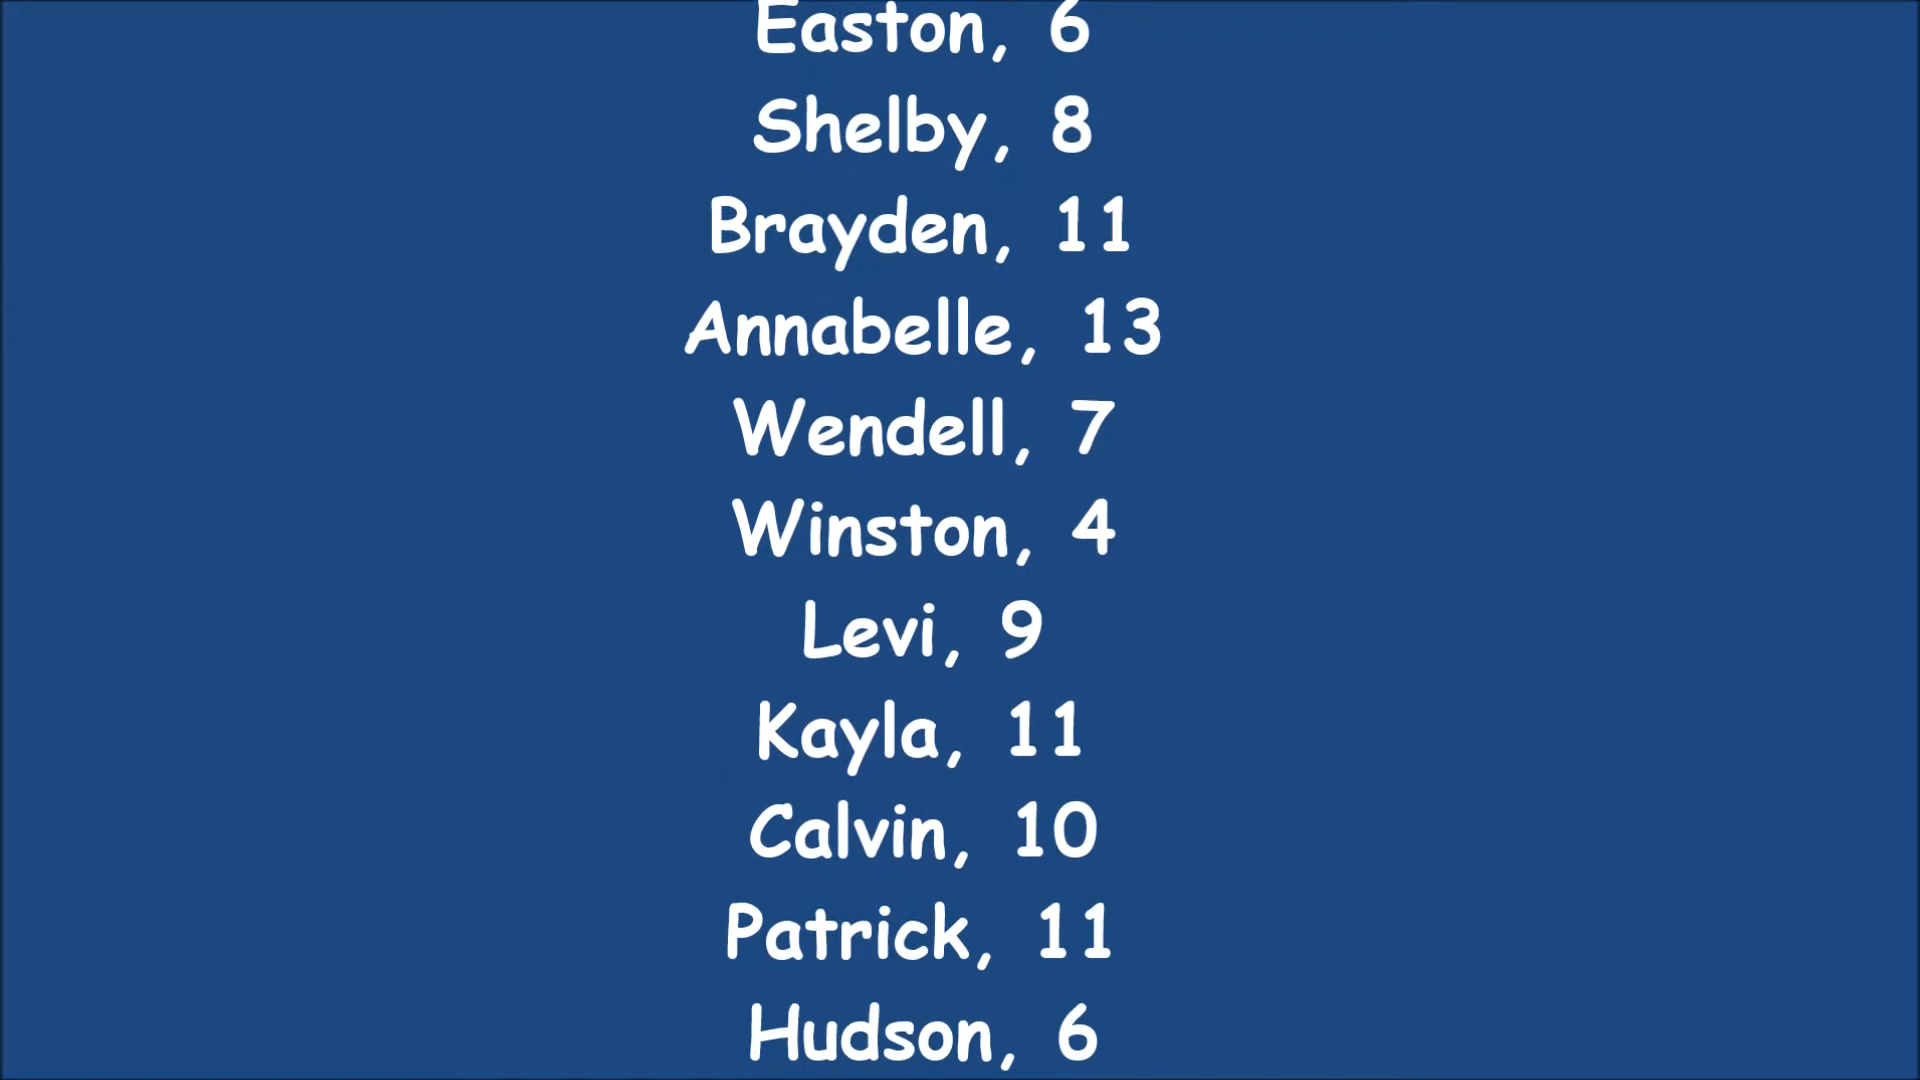 Easton, 6
Shelby, 8
Brayden, 11
Annabelle, 13
Wendell, 7
Winston, 4
Levi, 9
Kayla, 11
Calvin, 10
Patrick, 11
Hudson, 6